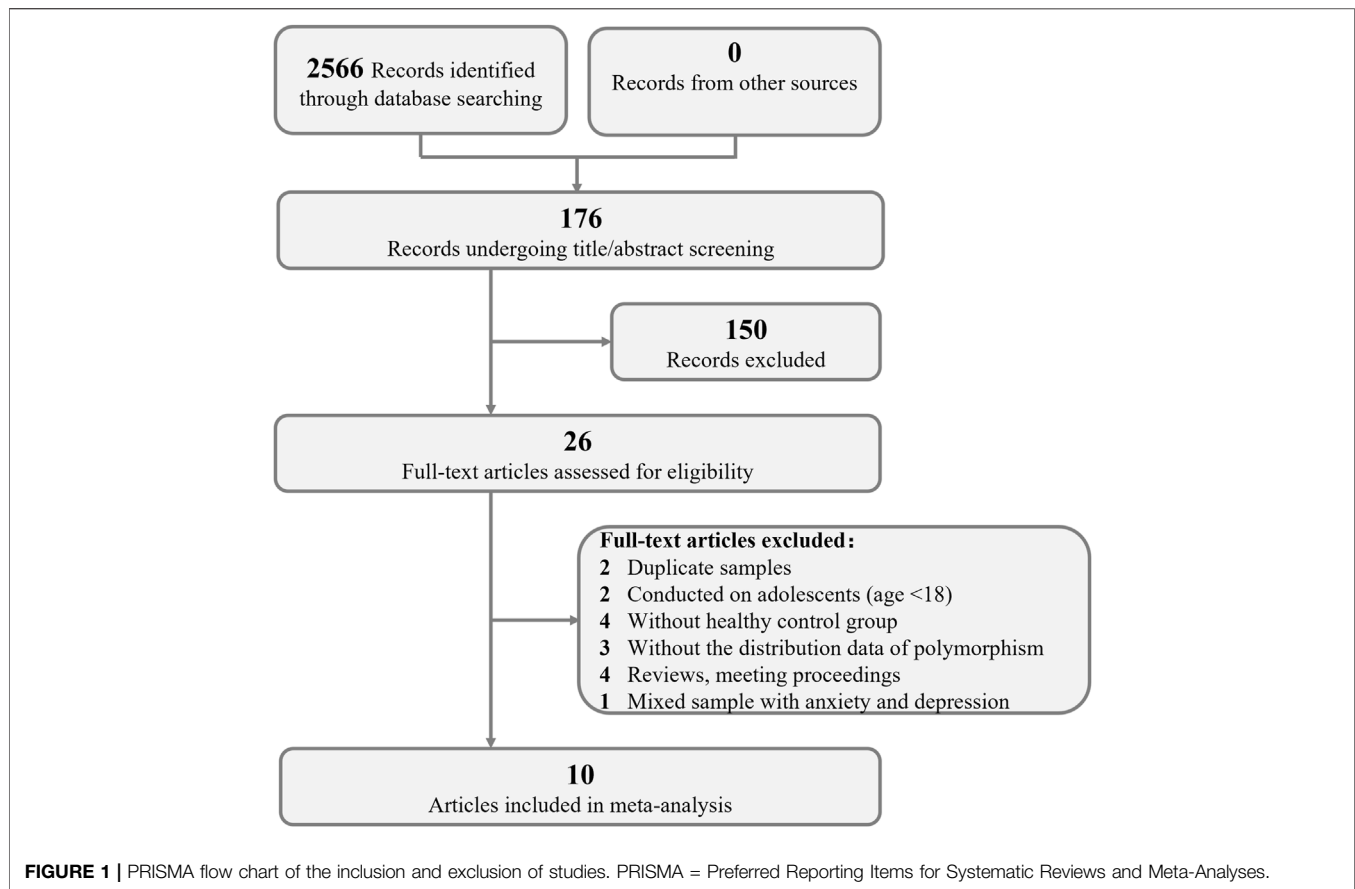 2566 Records identified
through database searching
0
Records from other sources
176
Records undergoing title/abstract screening
150
Records excluded
26
Full-text articles assessed for eligibility
Full-text articles excluded:
2 Duplicate samples
2 Conducted on adolescents (age <18)
4 Without healthy control group
3 Without the distribution data of polymorphism
4 Reviews, meeting proceedings
1 Mixed sample with anxiety and depression
10
Articles included in meta-analysis
FIGURE 1 | PRISMA flow chart of the inclusion and exclusion of studies. PRISMA = Preferred Reporting Items for Systematic Reviews and Meta-Analyses.